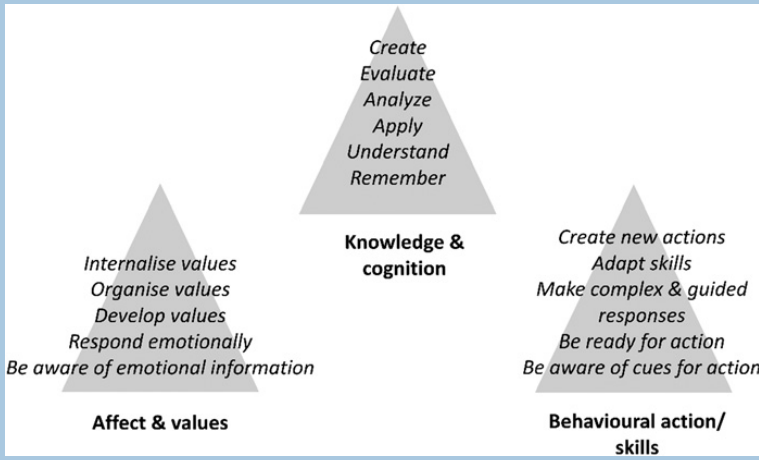 Create
Evaluate
Analyze
Apply
Understand
Remember
Knowledge &
cognition
Internalise values
Organise values
Develop values
Respond emotionally
Be aware of emotional information
Affect & values
Create new actions
Adapt skills
Make complex & guided
responses
Be ready for action
Be aware of cues for action
Behavioural action/
skills